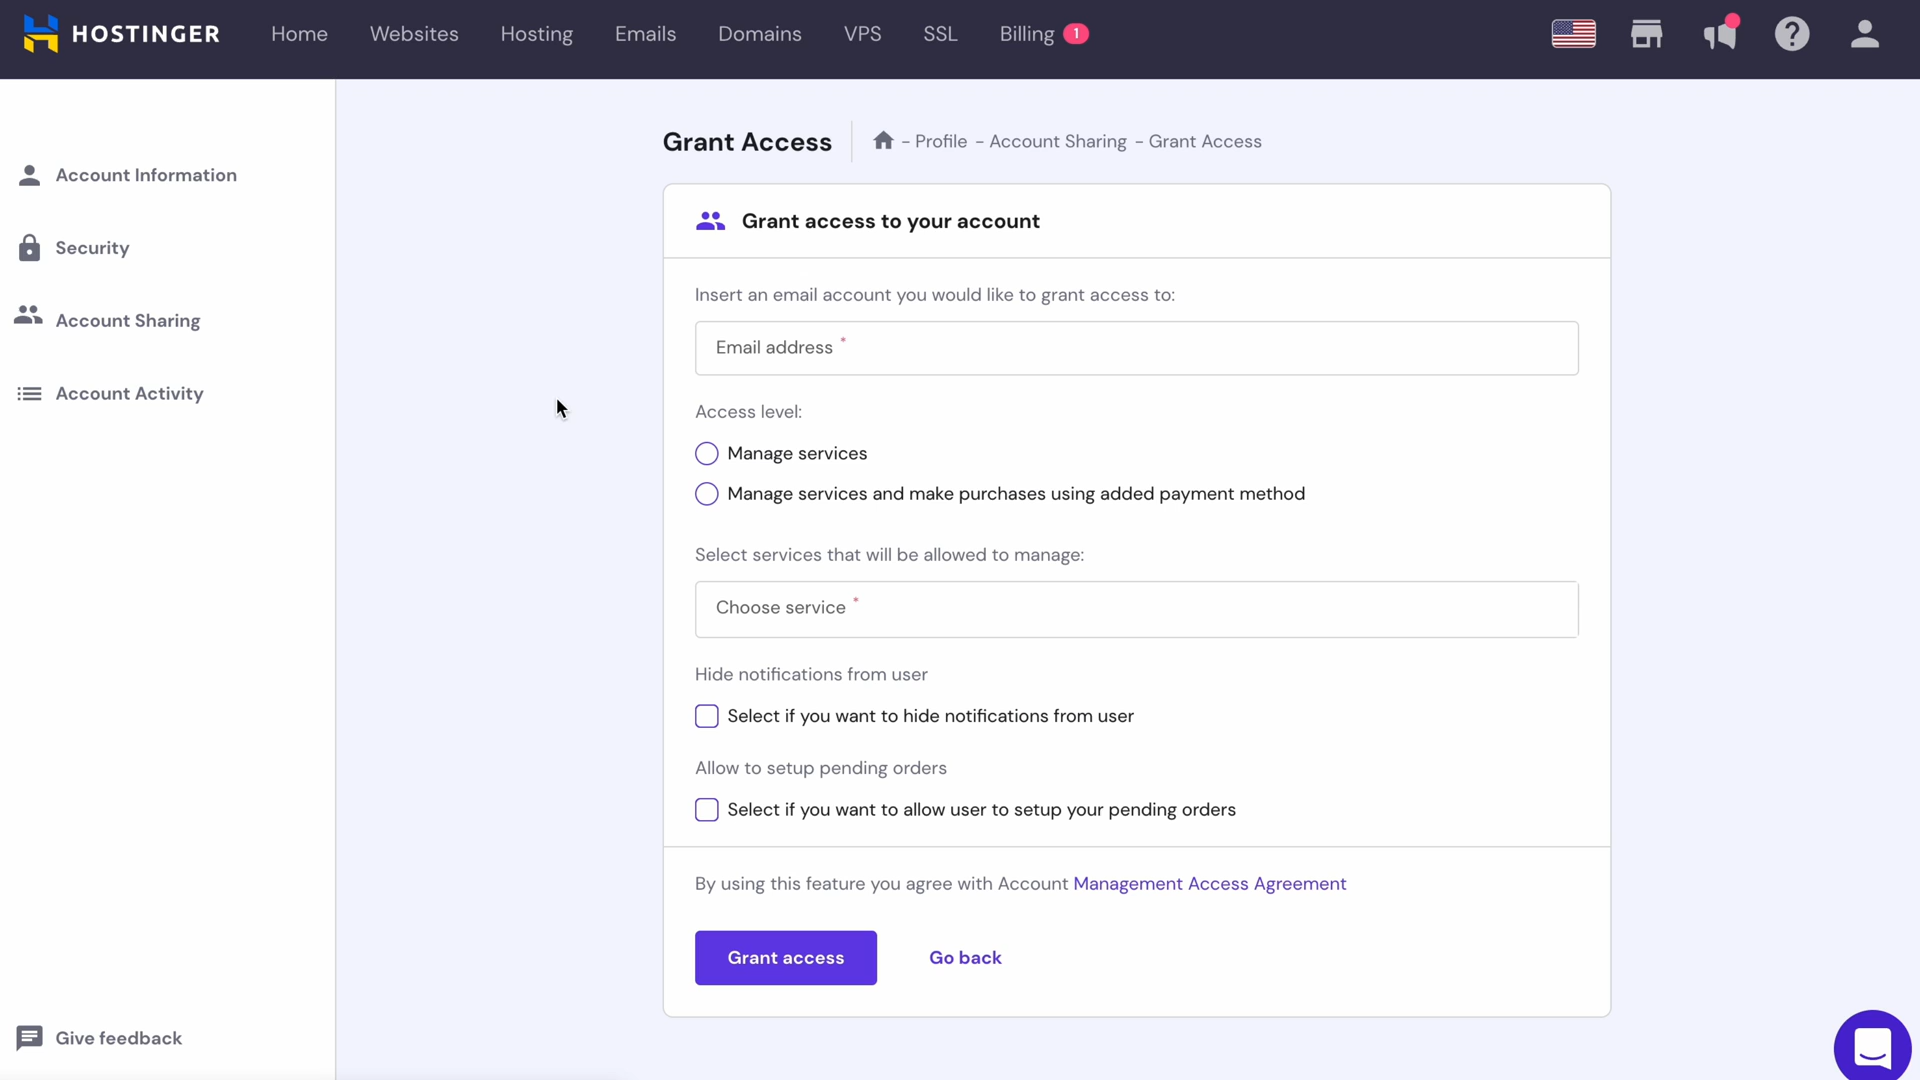 HOSTINGER
Home
Websites
Hosting
Emails
Domains
VPS
SSL
Billing 1
Account Information
Security
Account Sharing
Account Activity
Give feedback
Grant Access
- Profile - Account Sharing - Grant Access
Grant access to your account
Insert an email account you would like to grant access to:
Email address *
Access level:
Manage services
Manage services and make purchases using added payment method
Select services that will be allowed to manage:
Choose service *
Hide notifications from user
Select if you want to hide notifications from user
Allow to setup pending orders
Select if you want to allow user to setup your pending orders
By using this feature you agree with Account Management Access Agreement
Grant access
Go back